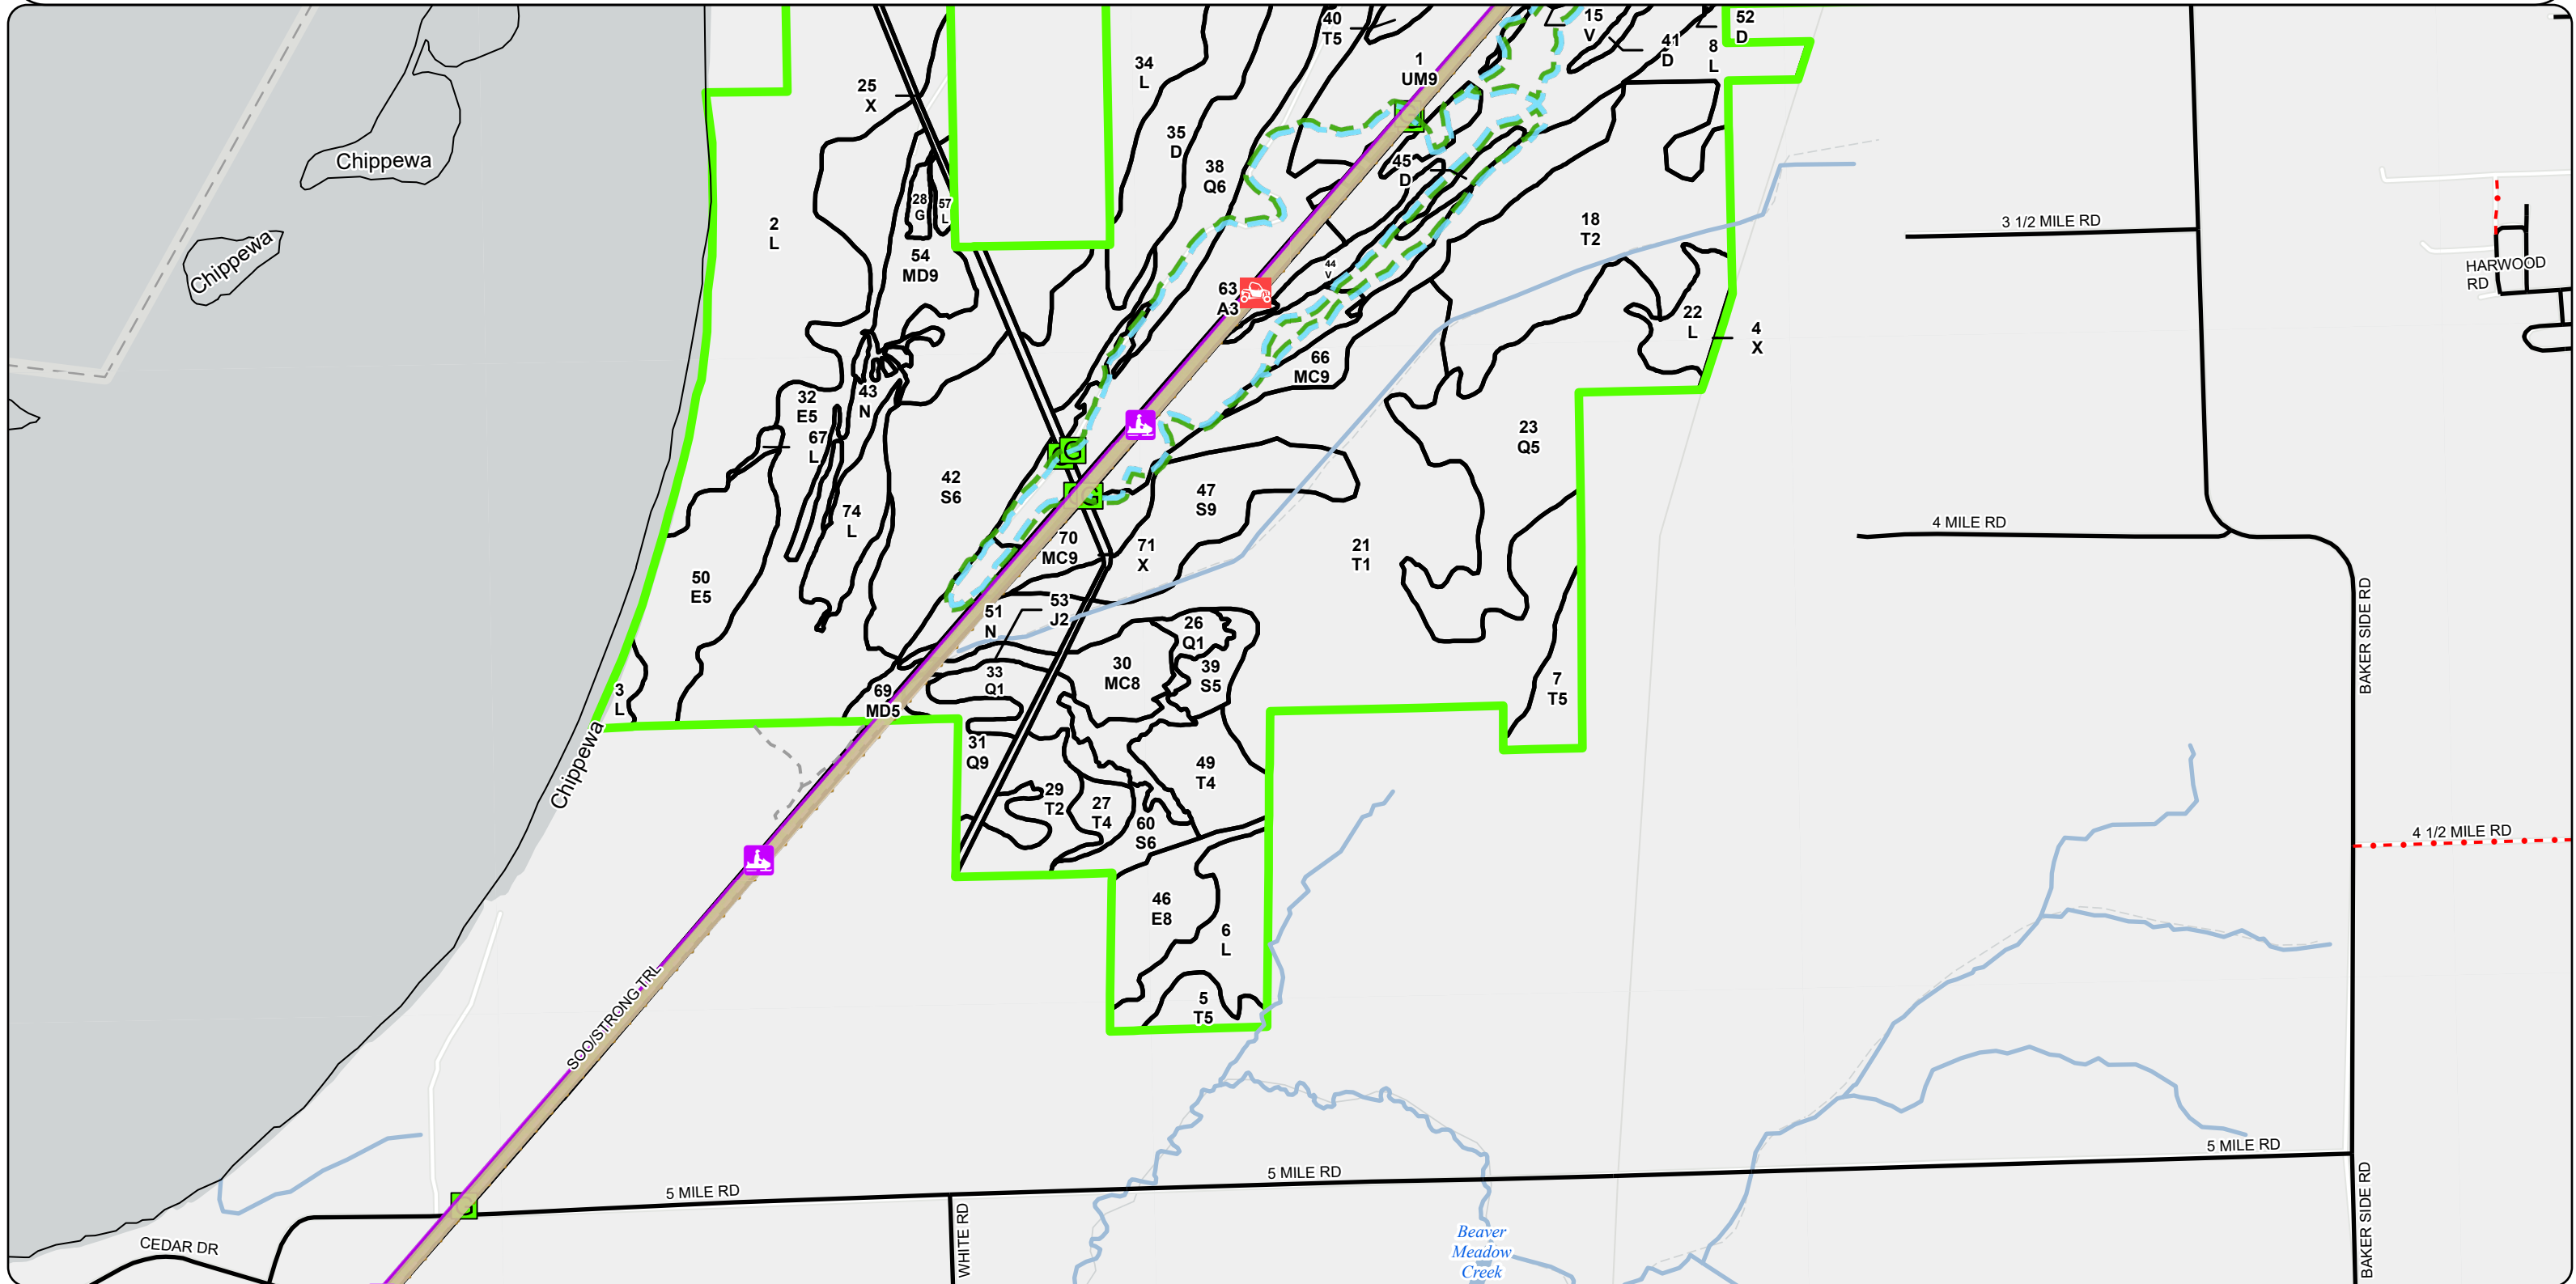 40
T5
15
V
52
D
41
D
8
L
1
UM9
34
L
25
X
35
D
Chippewa
38
Q6
45
D
28
G
57
L
2
L
18
T2
3 1/2 MILE RD
Chippewa
54
MD9
44
V
HARWOOD
RD
63
A3
22
L
4
X
66
MC9
32
E5
43
N
67
L
23
Q5
42
S6
47
S9
74
L
4 MILE RD
70
MC9
71
X
21
T1
50
E5
53
J2
51
N
26
Q1
BAKER SIDE RD
30
MC8
39
S5
33
Q1
3
L
69
MD5
7
T5
Chippewa
31
Q9
49
T4
29
T2
27
T4
60
S6
4 1/2 MILE RD
46
E8
6
L
5
T5
SOO/STRONG TRL
G
G
G
G
5 MILE RD
5 MILE RD
5 MILE RD
CEDAR DR
WHITE RD
Beaver
Meadow
Creek
BAKER SIDE RD